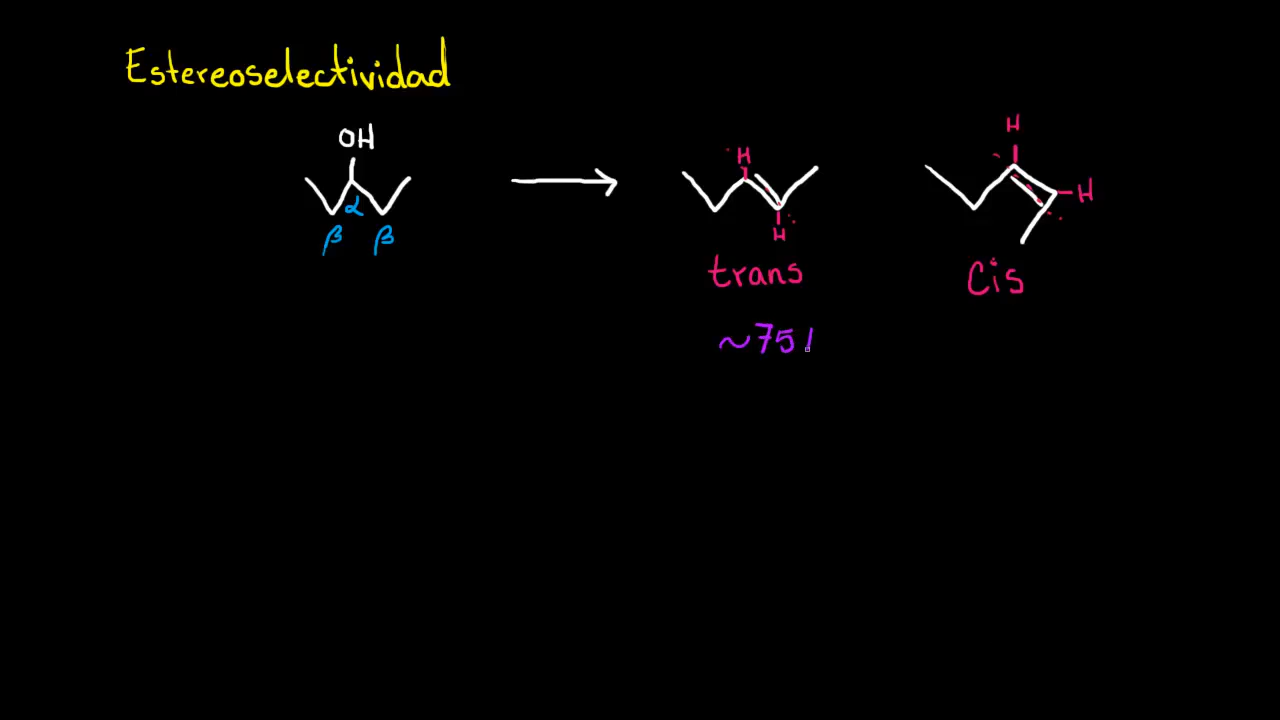 Estereoselectividad
OH
α
β β
H
H
trans
~75
H
H
Cis